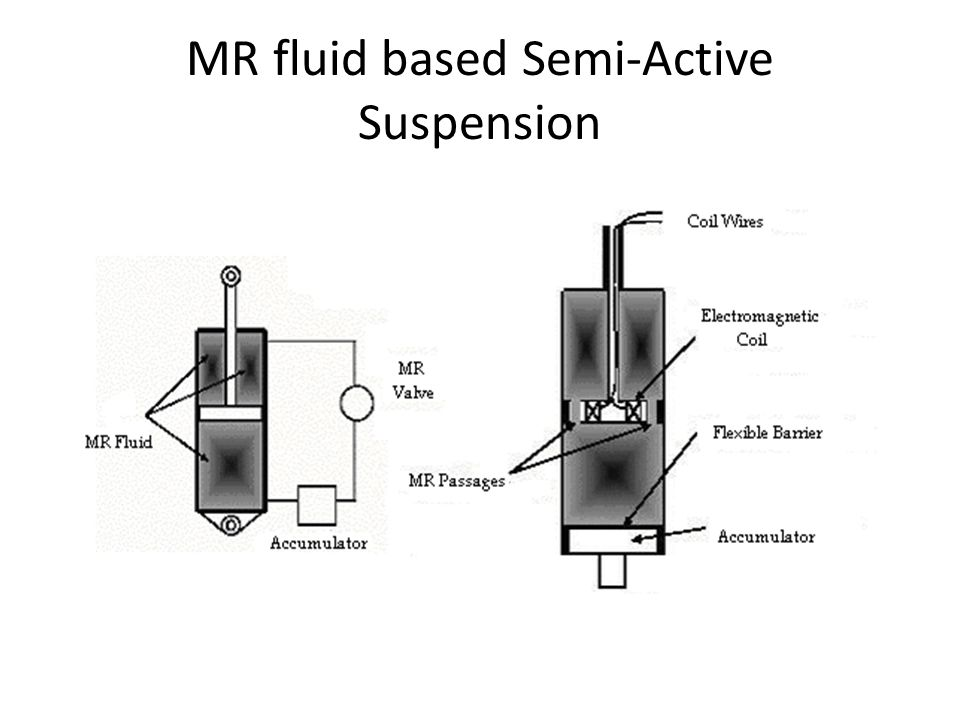 MR fluid based Semi-Active
Suspension
MR
Valve
MR Fluid
Accumulator
Coil Wires
Electromagnetic
Coil
Flexible Barrier
MR Passages
Accumulator